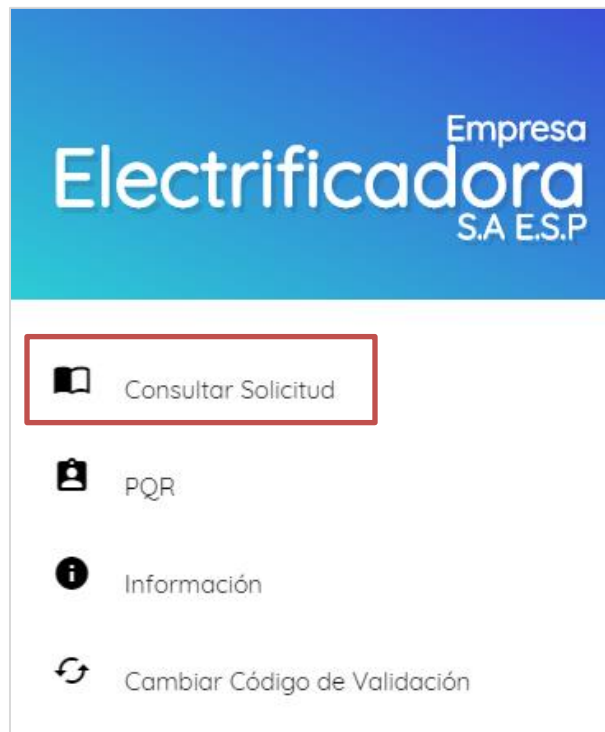 Empresa
Electrificadora
S.A E.S.P
Consultar Solicitud
PQR
Información
Cambiar Código de Validación